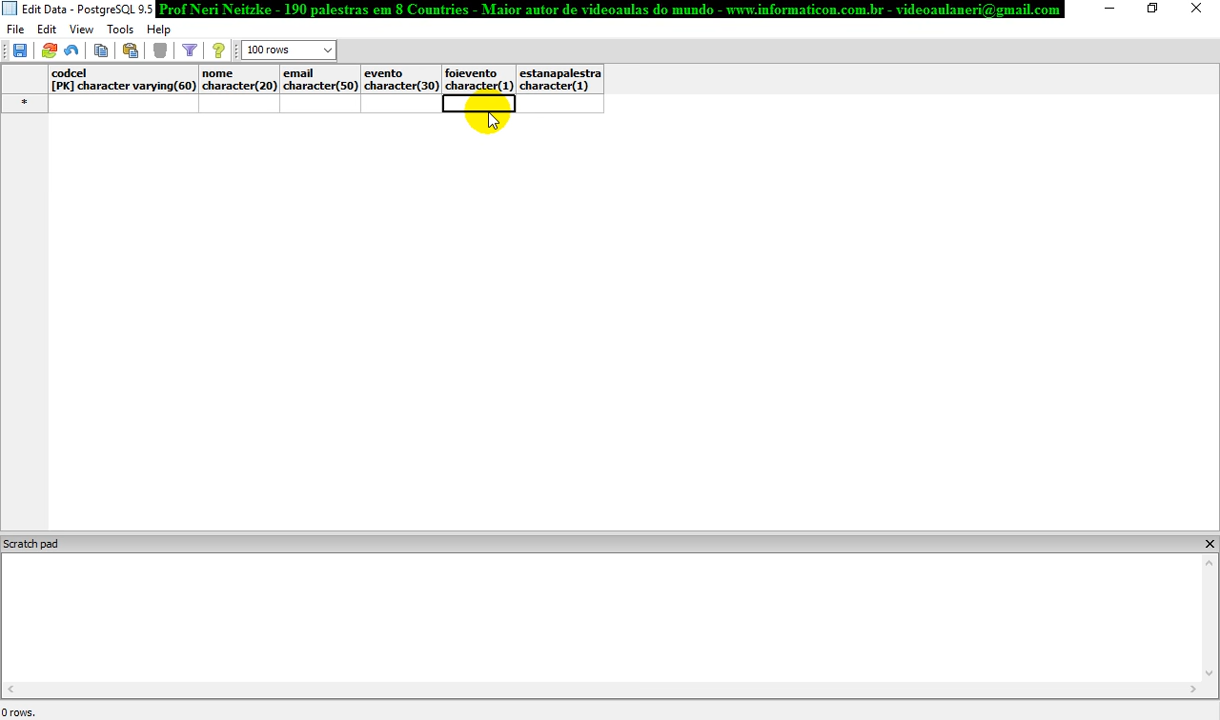 Edit Data - PostgreSQL 9.5 Prof Neri Neitzke - 190 palestras em 8 Countries - Maior autor de videoaulas do mundo - www.informaticon.com.br - videoaulaneri@gmail.com
File Edit View Tools Help
100 rows
codcel nome email evento foievento estanapalestra
[PK] character varying(60) character(20) character(50) character(30) character(1) character(1)
*
Scratch pad
0 rows.